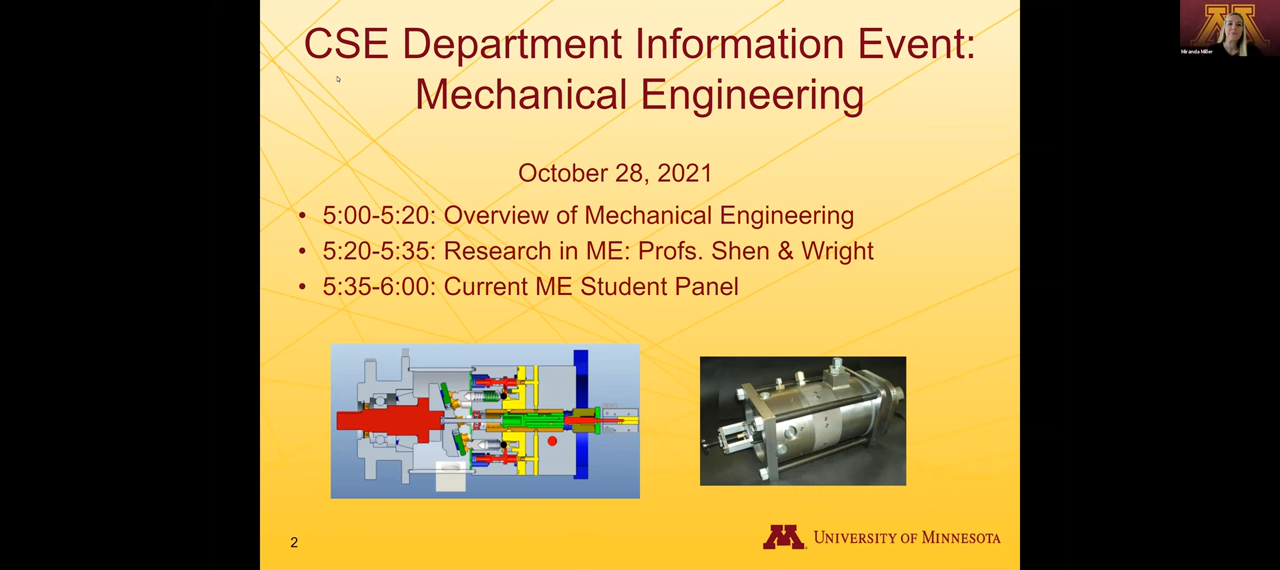 CSE Department Information Event:
Mechanical Engineering
October 28, 2021
• 5:00-5:20: Overview of Mechanical Engineering
• 5:20-5:35: Research in ME: Profs. Shen & Wright
• 5:35-6:00: Current ME Student Panel
2
M UNIVERSITY OF MINNESOTA
M
Miranda Miller